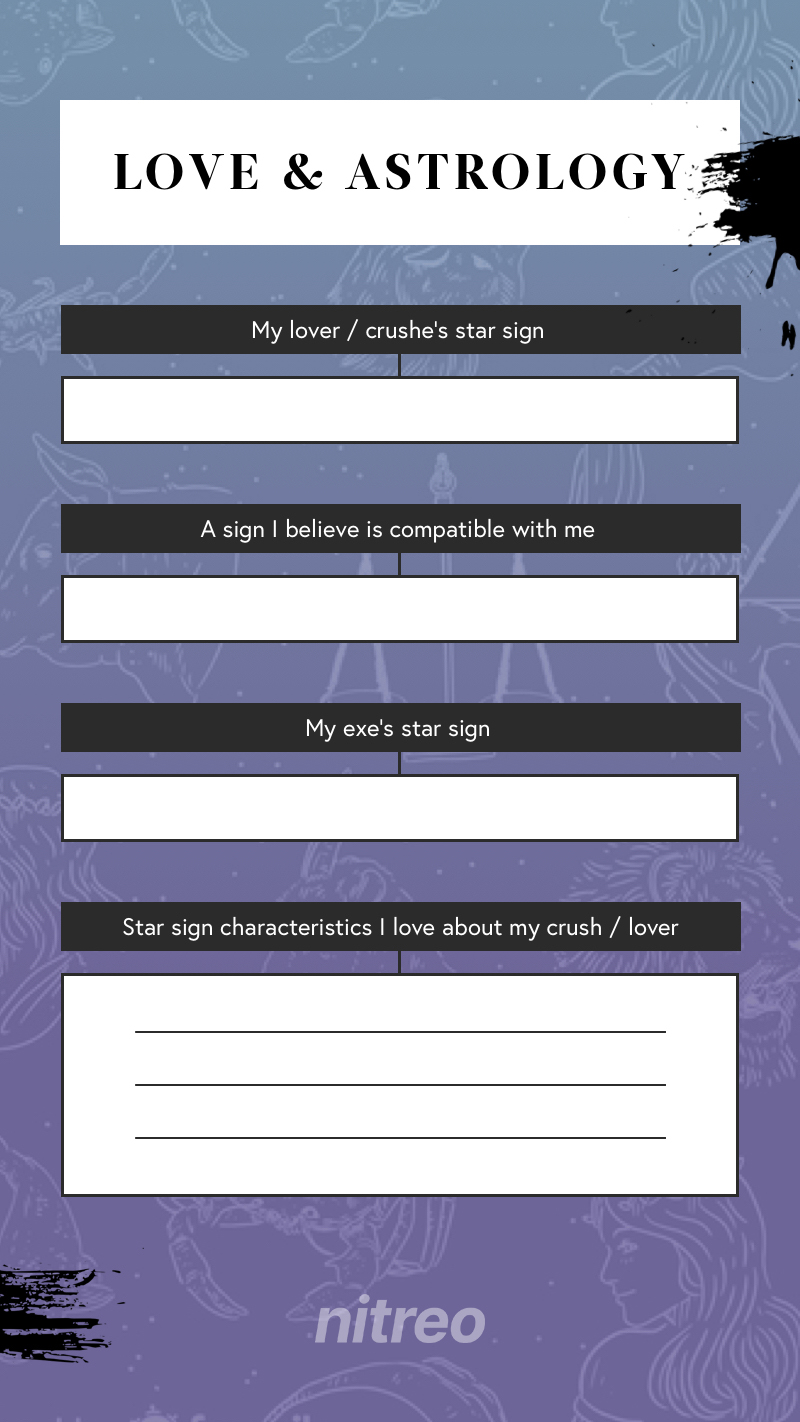 LOVE & ASTROLOGY
My lover / crushe's star sign
A sign I believe is compatible with me
My exe's star sign
Star sign characteristics I love about my crush / lover
nitreo